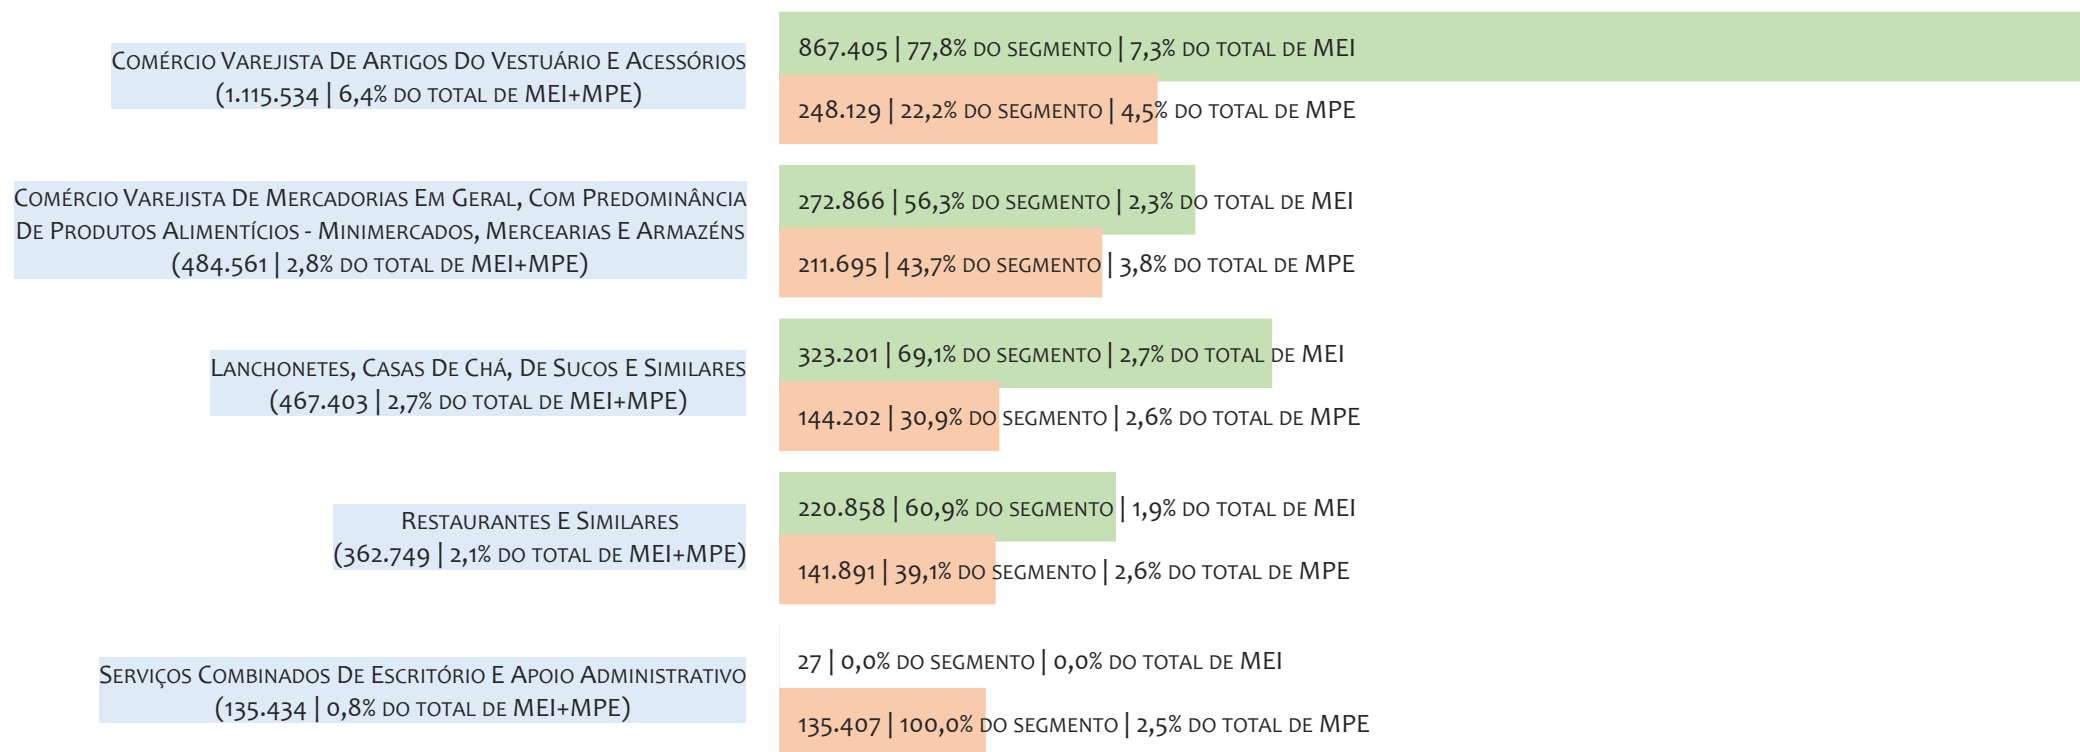 Comércio Varejista De Artigos Do Vestuário E Acessórios
(1.115.534 | 6,4% do total de MEI+MPE)
867.405 | 77,8% do segmento | 7,3% do total de MEI
248.129 | 22,2% do segmento | 4,5% do total de MPE
Comércio Varejista De Mercadorias Em Geral, Com Predominância
De Produtos Alimentícios - Minimercados, Mercearias E Armazéns
(484.561 | 2,8% do total de MEI+MPE)
272.866 | 56,3% do segmento | 2,3% do total de MEI
211.695 | 43,7% do segmento | 3,8% do total de MPE
Lanchonetes, Casas De Chá, De Sucos E Similares
(467.403 | 2,7% do total de MEI+MPE)
323.201 | 69,1% do segmento | 2,7% do total de MEI
144.202 | 30,9% do segmento | 2,6% do total de MPE
Restaurantes E Similares
(362.749 | 2,1% do total de MEI+MPE)
220.858 | 60,9% do segmento | 1,9% do total de MEI
141.891 | 39,1% do segmento | 2,6% do total de MPE
Serviços Combinados De Escritório E Apoio Administrativo
(135.434 | 0,8% do total de MEI+MPE)
27 | 0,0% do segmento | 0,0% do total de MEI
135.407 | 100,0% do segmento | 2,5% do total de MPE